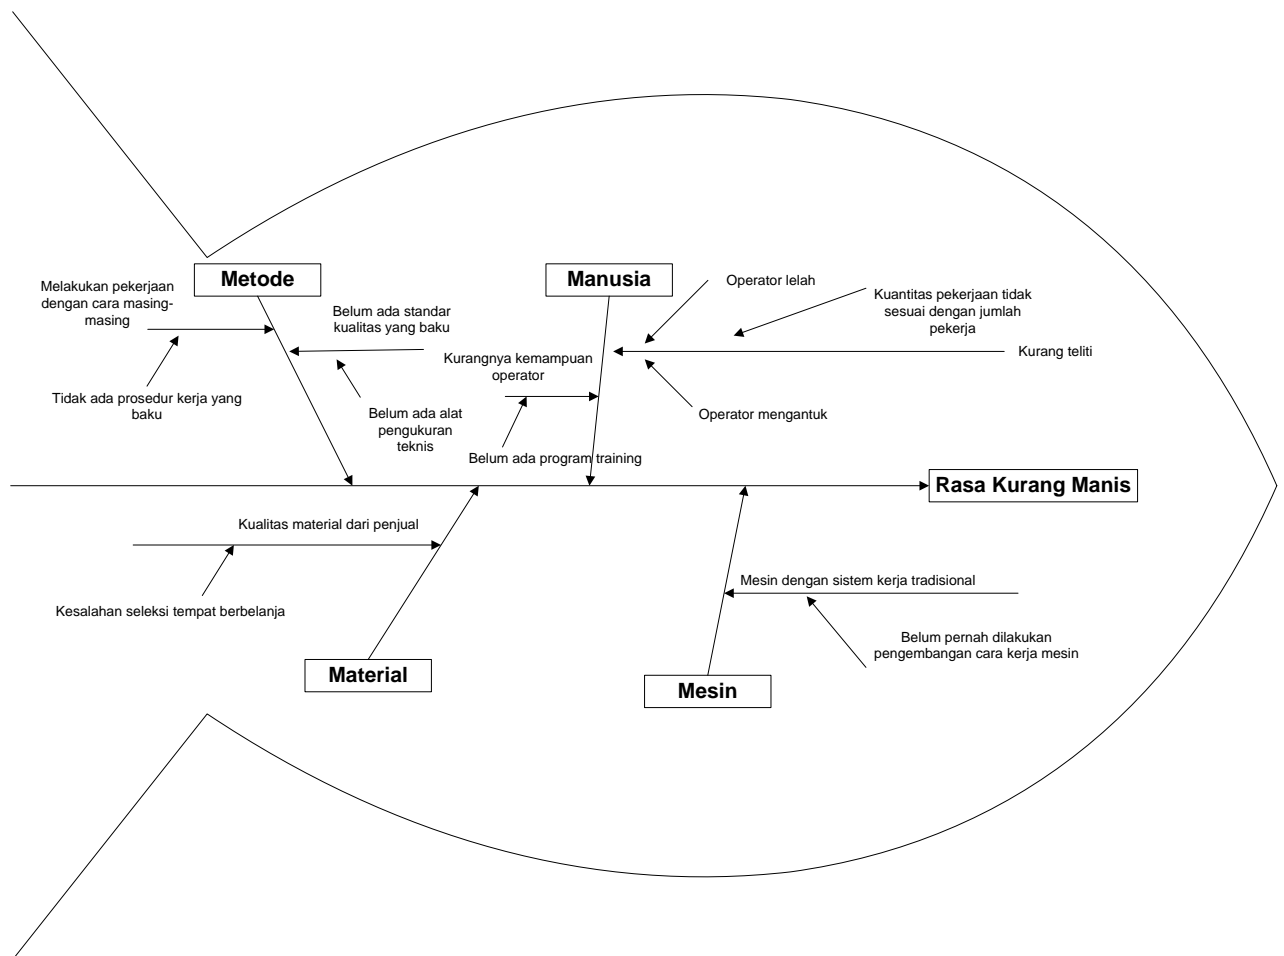 Metode
Manusia
Melakukan pekerjaan
dengan cara masing-
masing
Tidak ada prosedur kerja yang
baku
Belum ada standar
kualitas yang baku
Belum ada alat
pengukuran
teknis
Kurangnya kemampuan
operator
Belum ada program training
Operator lelah
Kuantitas pekerjaan tidak
sesuai dengan jumlah
pekerja
Kurang teliti
Operator mengantuk
Rasa Kurang Manis
Kualitas material dari penjual
Kesalahan seleksi tempat berbelanja
Material
Mesin dengan sistem kerja tradisional
Belum pernah dilakukan
pengembangan cara kerja mesin
Mesin